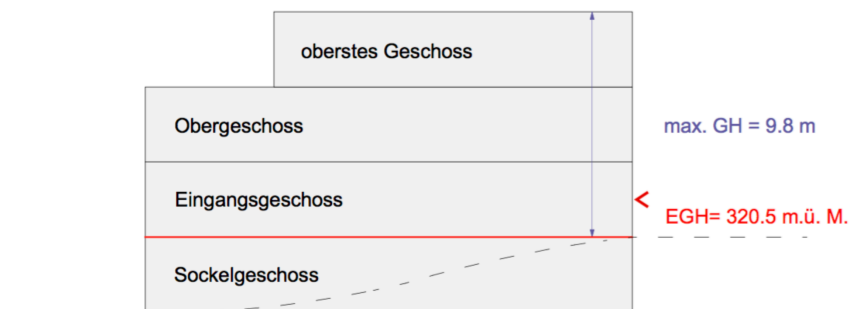 oberstes Geschoss
Obergeschoss
max. GH = 9.8 m
Eingangsgeschoss
EGH= 320.5 m.ü. M.
Sockelgeschoss